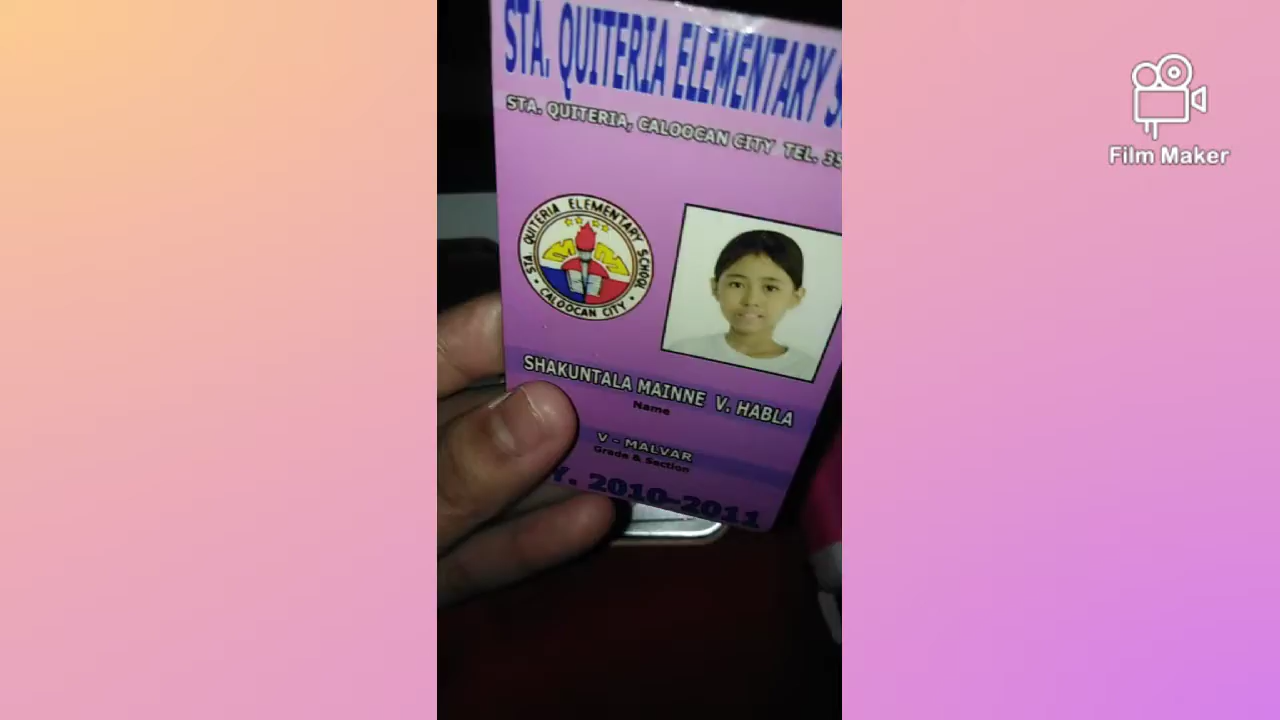 STA. QUITERIA ELEMENTARY
STA. QUITERIA, CALOOCAN CITY TEL. 35
STA. QUITERIA ELEMENTARY SCHOOL
• CALOOCAN CITY •
SHAKUNTALA MAINNE V. HABLA
Name
V - MALVAR
Grade & Section
Y. 2010-2011
Film Maker